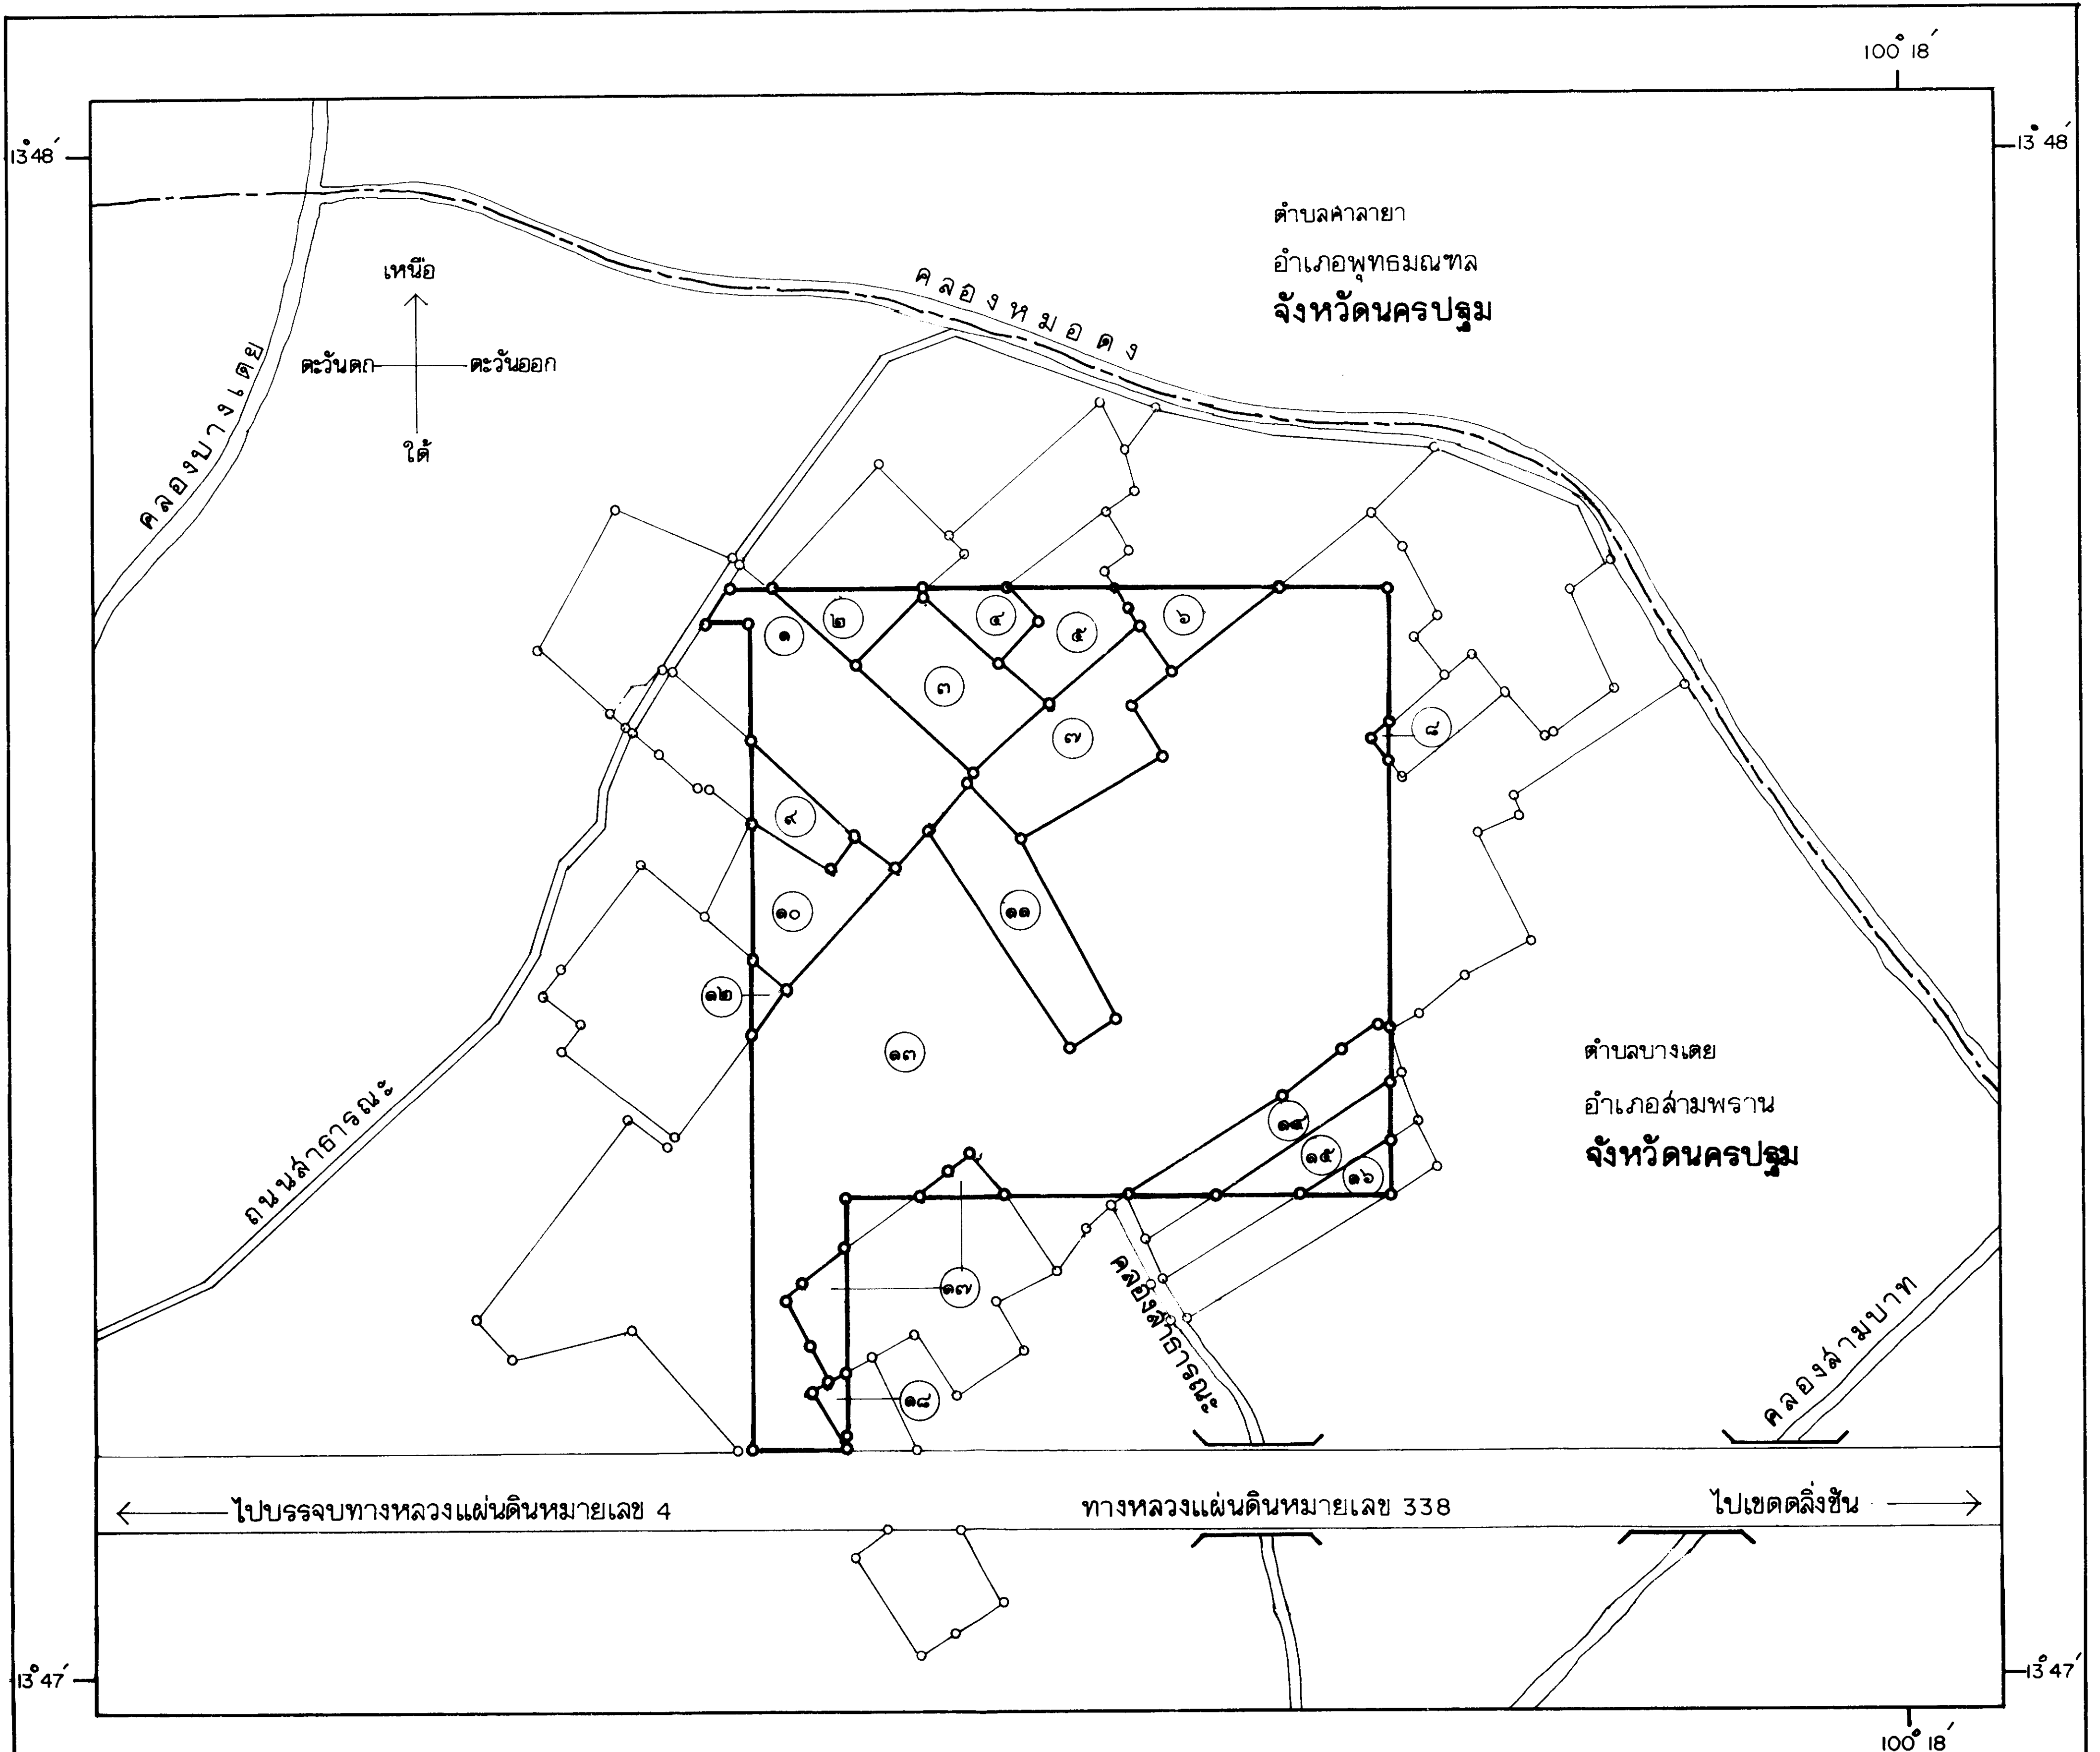 100° 18′
13° 48′
13° 48′
ตำบลศาลายา
อำเภอพุทธมณฑล
จังหวัดนครปฐม
เหนือ
ตะวันตก
ตะวันออก
ใต้
คลองหมอดง
คลองบางเตย
๑
๒
๓
๔
๕
๖
๗
๘
๙
๑๐
๑๑
๑๒
๑๓
๑๔
๑๕
๑๖
๑๗
๑๘
ตำบลบางเตย
อำเภอสามพราน
จังหวัดนครปฐม
ถนนสาธารณะ
คลองสาธารณะ
คลองสามบาท
ไปบรรจบทางหลวงแผ่นดินหมายเลข 4
ทางหลวงแผ่นดินหมายเลข 338
ไปเขตตลิ่งชัน
13° 47′
13° 47′
100° 18′